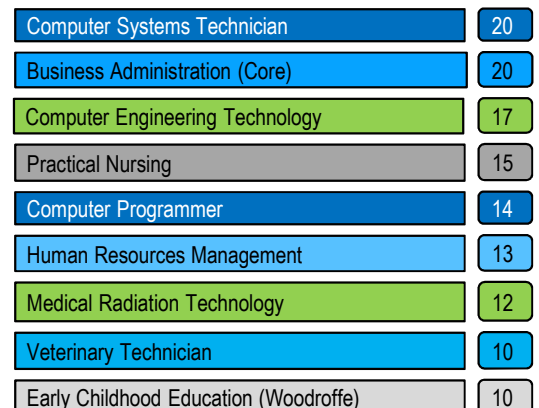 Computer Systems Technician 20
Business Administration (Core) 20
Computer Engineering Technology 17
Practical Nursing 15
Computer Programmer 14
Human Resources Management 13
Medical Radiation Technology 12
Veterinary Technician 10
Early Childhood Education (Woodroffe) 10